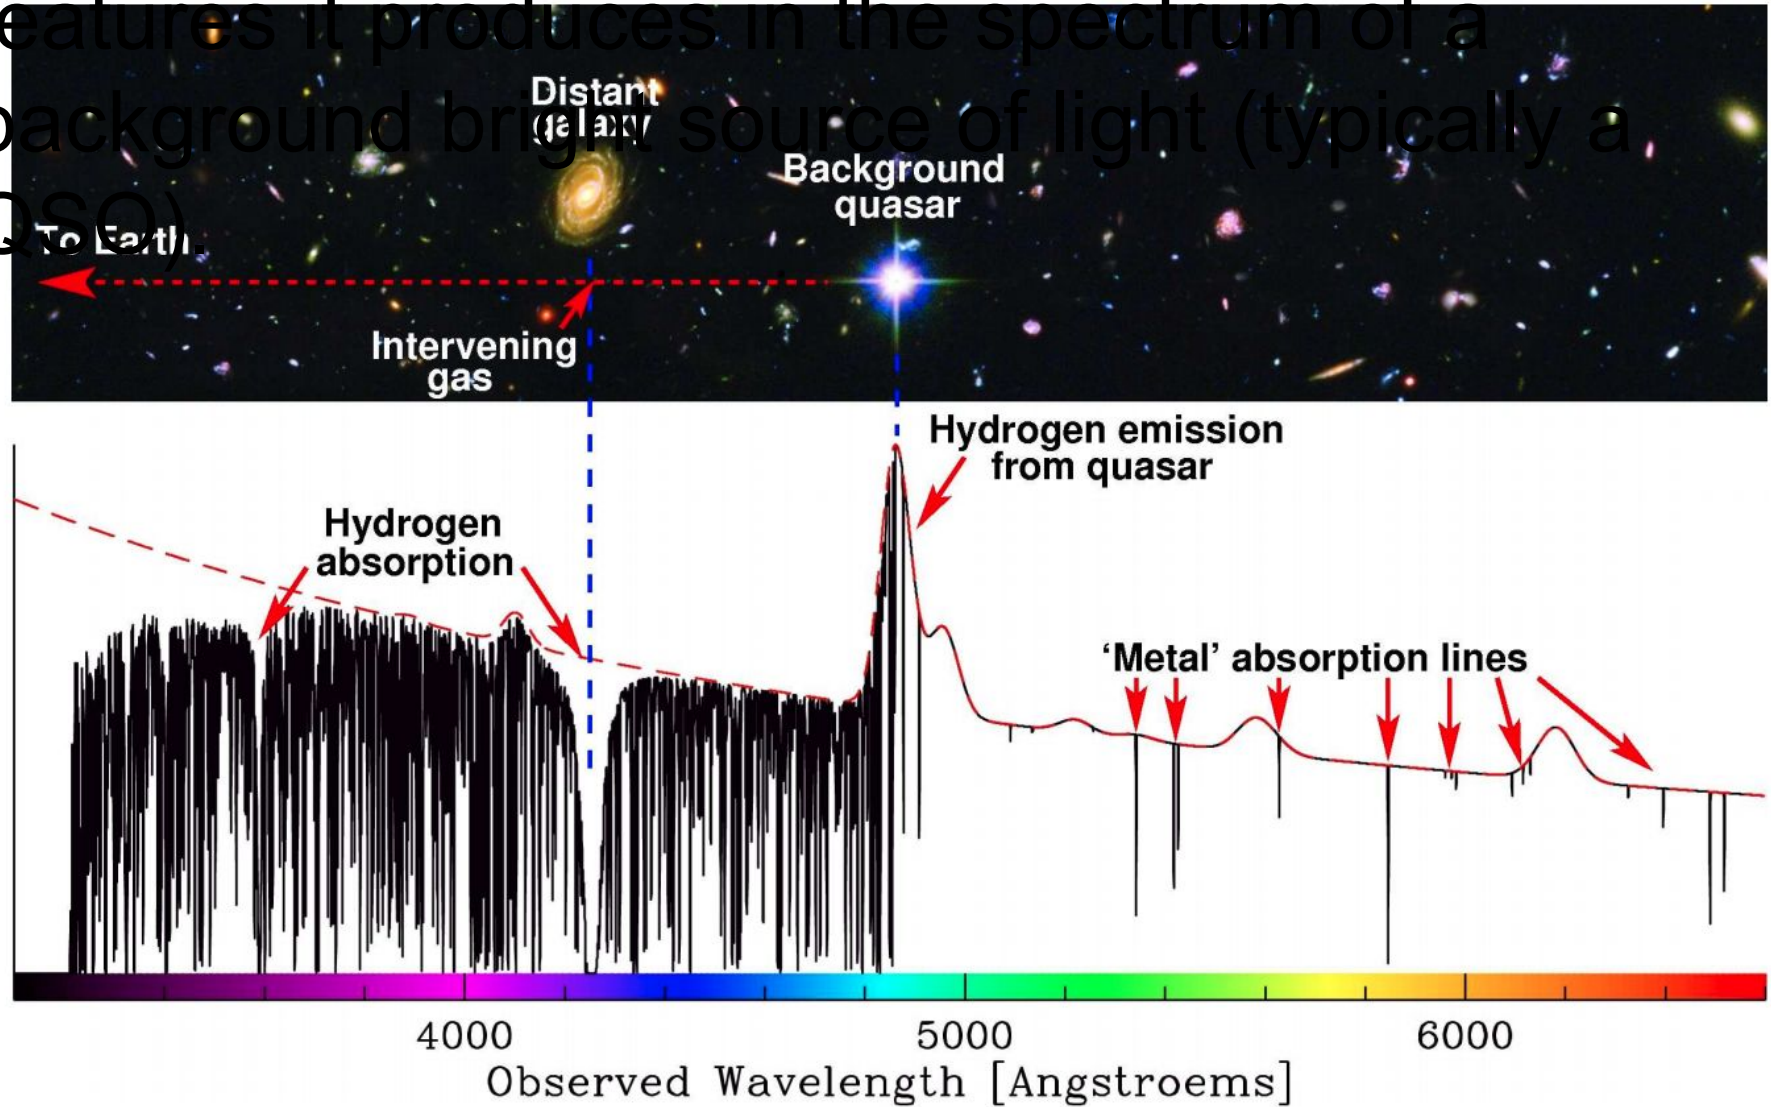 eatures it produces in the spectrum of a
background bright source of light (typically a
QSO).
Distant
galaxy
Background
quasar
To Earth
Intervening
gas
Hydrogen emission
from quasar
Hydrogen
absorption
‘Metal’ absorption lines
4000 5000 6000
Observed Wavelength [Angstroems]